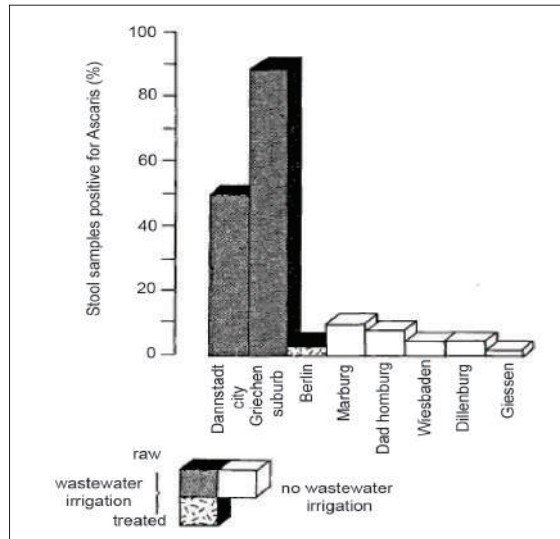 Stool samples positive for Ascaris (%)
100
80
60
40
20
0
Dannstadt
city
Griechen
suburb
Berlin
Marburg
Dad homburg
Wiesbaden
Dillenburg
Giessen
raw
wastewater
irrigation
treated
no wastewater
irrigation